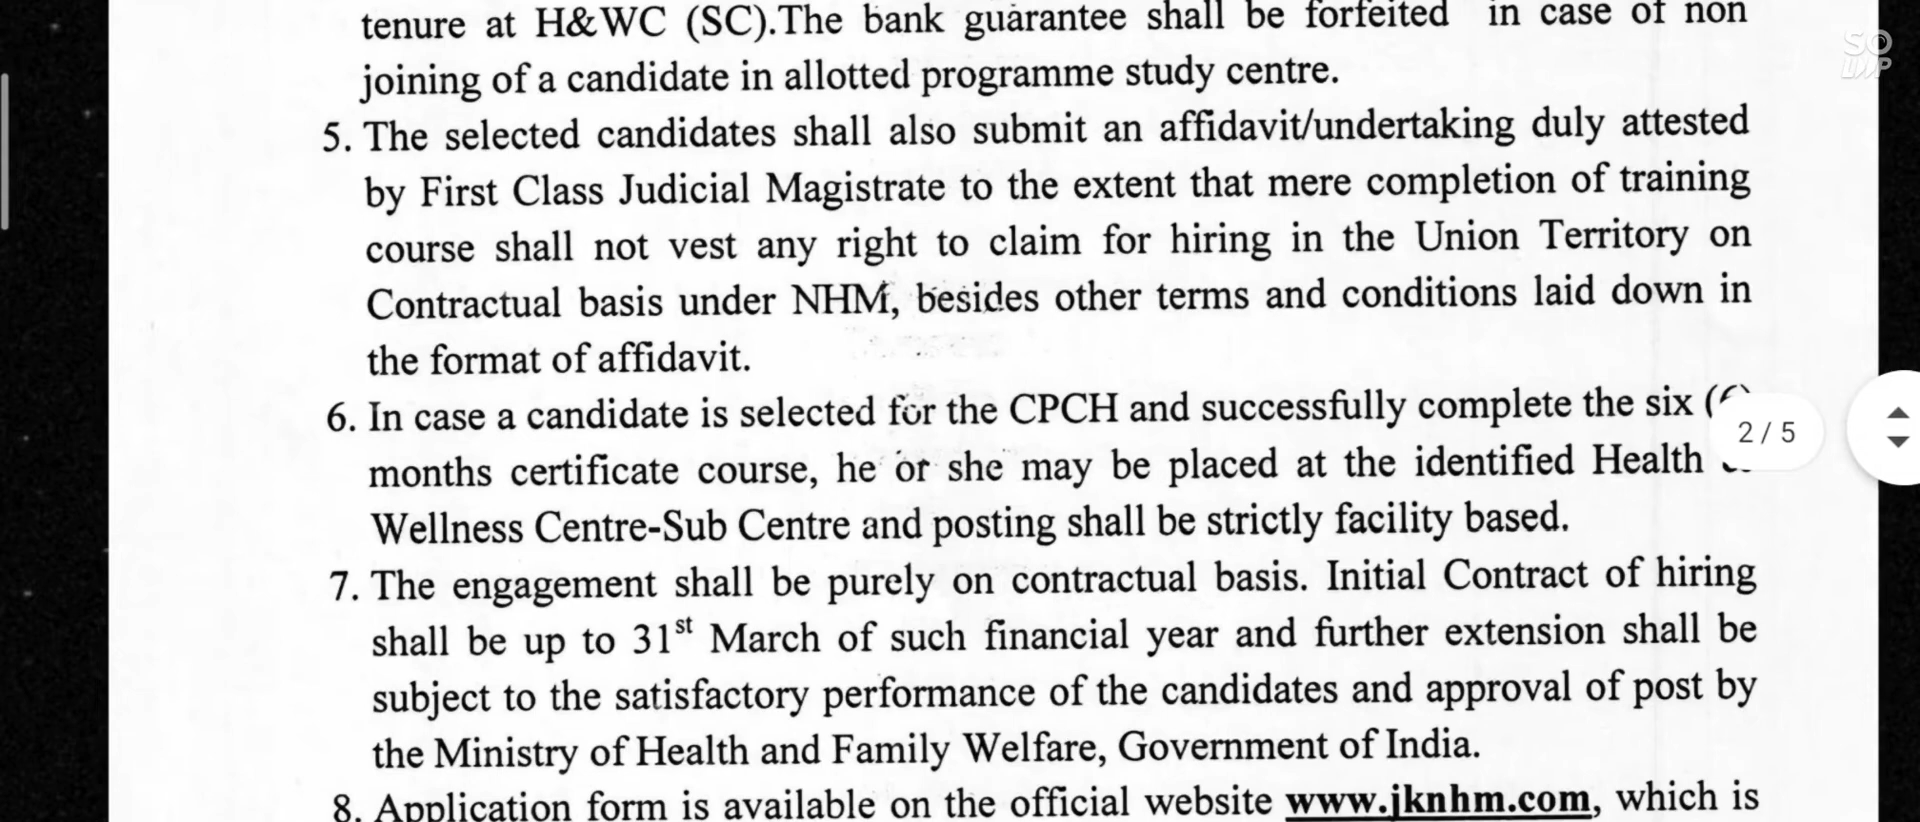 tenure at H&WC (SC).The bank guarantee shall be forfeited in case of non
joining of a candidate in allotted programme study centre.
5. The selected candidates shall also submit an affidavit/undertaking duly attested
by First Class Judicial Magistrate to the extent that mere completion of training
course shall not vest any right to claim for hiring in the Union Territory on
Contractual basis under NHM, besides other terms and conditions laid down in
the format of affidavit.
6. In case a candidate is selected for the CPCH and successfully complete the six
months certificate course, he or she may be placed at the identified Health
Wellness Centre-Sub Centre and posting shall be strictly facility based.
7. The engagement shall be purely on contractual basis. Initial Contract of hiring
shall be up to 31st March of such financial year and further extension shall be
subject to the satisfactory performance of the candidates and approval of post by
the Ministry of Health and Family Welfare, Government of India.
8. Application form is available on the official website www.jknhm.com, which is
2 / 5